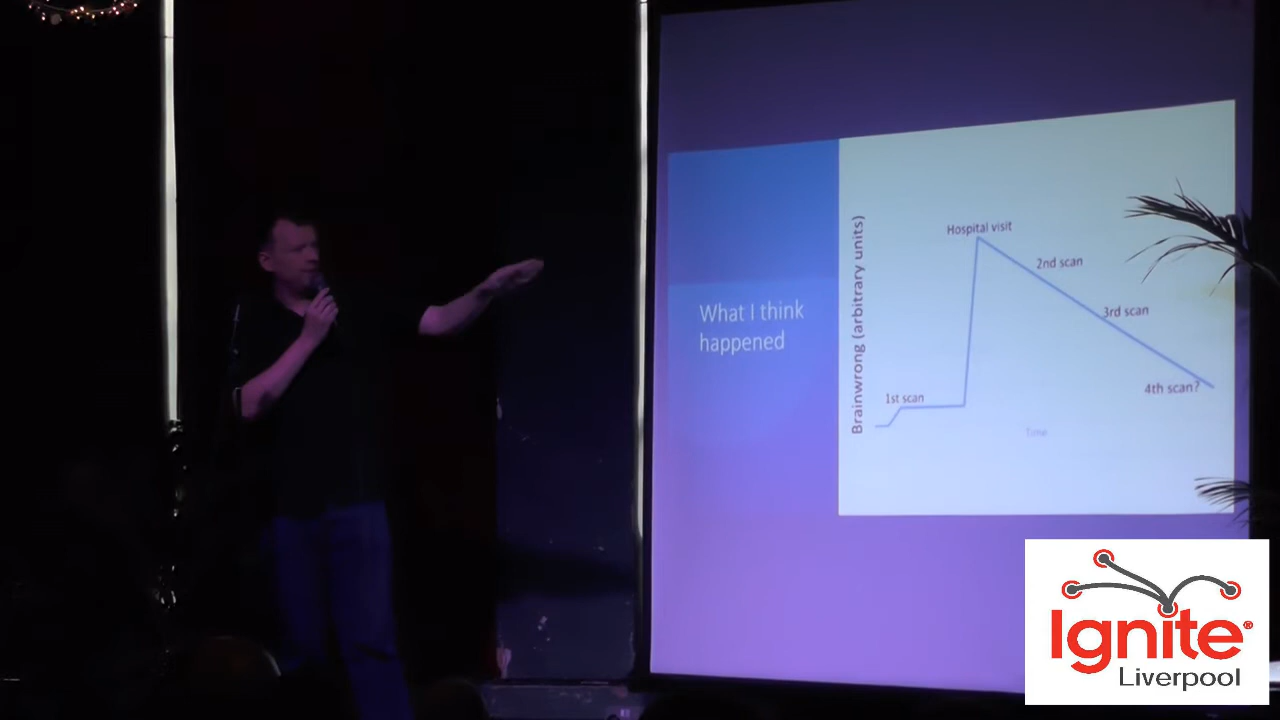 What I think
happened
Brainwrong (arbitrary units)
Hospital visit
2nd scan
3rd scan
4th scan?
1st scan
Time
Ignite®
Liverpool